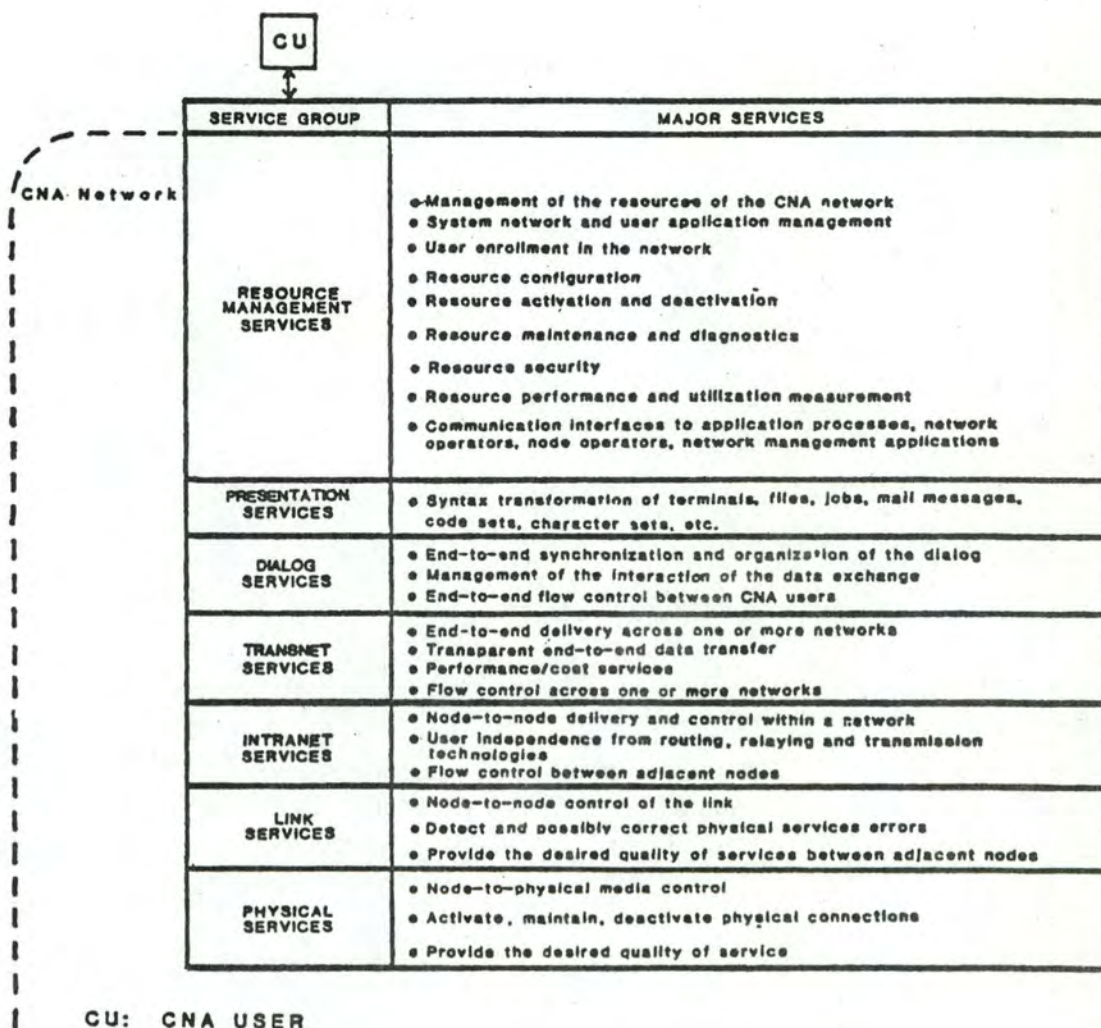 CU
SERVICE GROUP
MAJOR SERVICES
CNA Network
RESOURCE
MANAGEMENT
SERVICES
• Management of the resources of the CNA network
• System network and user application management
• User enrollment in the network
• Resource configuration
• Resource activation and deactivation
• Resource maintenance and diagnostics
• Resource security
• Resource performance and utilization measurement
• Communication interfaces to application processes, network
operators, node operators, network management applications
PRESENTATION
SERVICES
• Syntax transformation of terminals, files, jobs, mail messages,
code sets, character sets, etc.
DIALOG
SERVICES
• End-to-end synchronization and organization of the dialog
• Management of the interaction of the data exchange
• End-to-end flow control between CNA users
TRANSNET
SERVICES
• End-to-end delivery across one or more networks
• Transparent end-to-end data transfer
• Performance/cost services
• Flow control across one or more networks
INTRANET
SERVICES
• Node-to-node delivery and control within a network
• User independence from routing, relaying and transmission
technologies
• Flow control between adjacent nodes
LINK
SERVICES
• Node-to-node control of the link
• Detect and possibly correct physical services errors
• Provide the desired quality of services between adjacent nodes
PHYSICAL
SERVICES
• Node-to-physical media control
• Activate, maintain, deactivate physical connections
• Provide the desired quality of service
CU: CNA USER